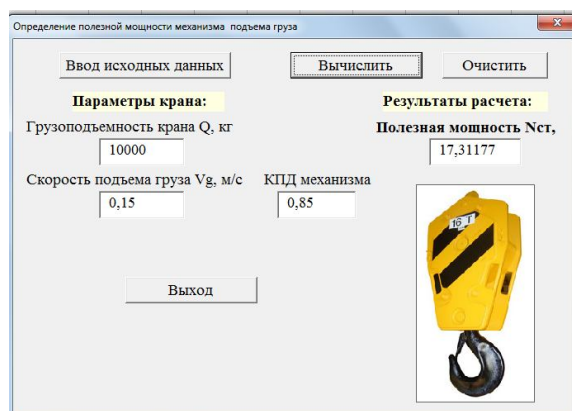 Определение полезной мощности механизма подъема груза
Ввод исходных данных
Вычислить
Очистить
Параметры крана:
Результаты расчета:
Грузоподъемность крана Q, кг
Полезная мощность Nст,
10000
17,31177
Скорость подъема груза Vg, м/с
КПД механизма
0,15
0,85
16 Т
Выход